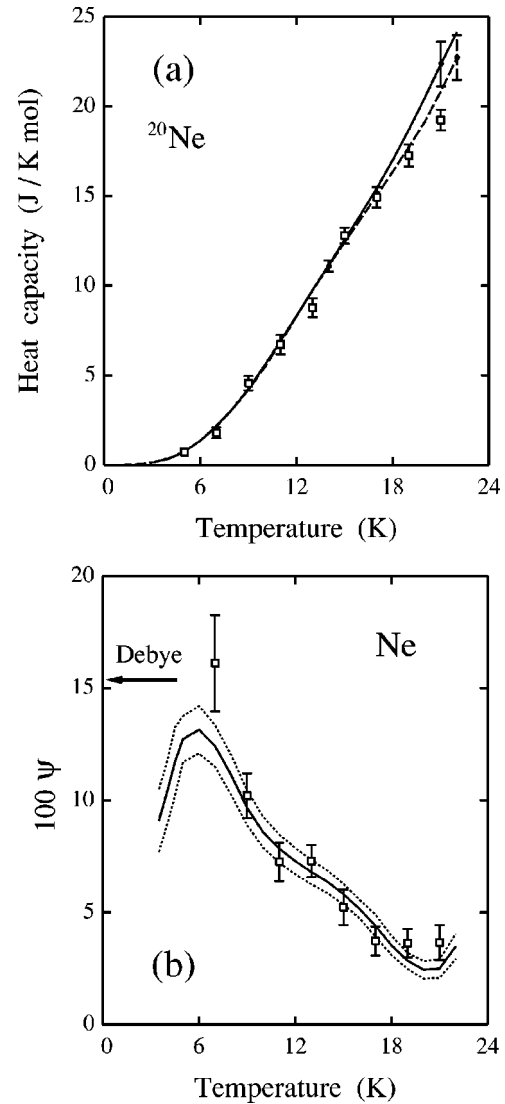 25
20
15
10
5
0
(a)
²⁰Ne
Heat capacity (J / K mol)
0 6 12 18 24
Temperature (K)
20
15
10
5
0
Ne
Debye
100 ψ
(b)
0 6 12 18 24
Temperature (K)